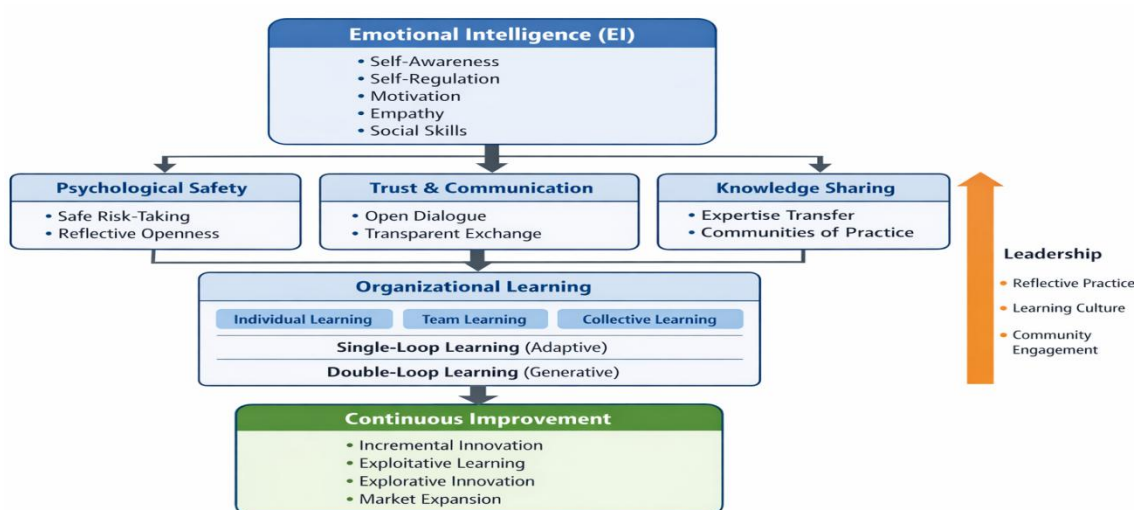 Emotional Intelligence (EI)
• Self-Awareness
• Self-Regulation
• Motivation
• Empathy
• Social Skills
Psychological Safety
• Safe Risk-Taking
• Reflective Openness
Trust & Communication
• Open Dialogue
• Transparent Exchange
Knowledge Sharing
• Expertise Transfer
• Communities of Practice
Organizational Learning
Individual Learning
Team Learning
Collective Learning
Single-Loop Learning (Adaptive)
Double-Loop Learning (Generative)
Continuous Improvement
• Incremental Innovation
• Exploitative Learning
• Explorative Innovation
• Market Expansion
Leadership
• Reflective Practice
• Learning Culture
• Community
Engagement